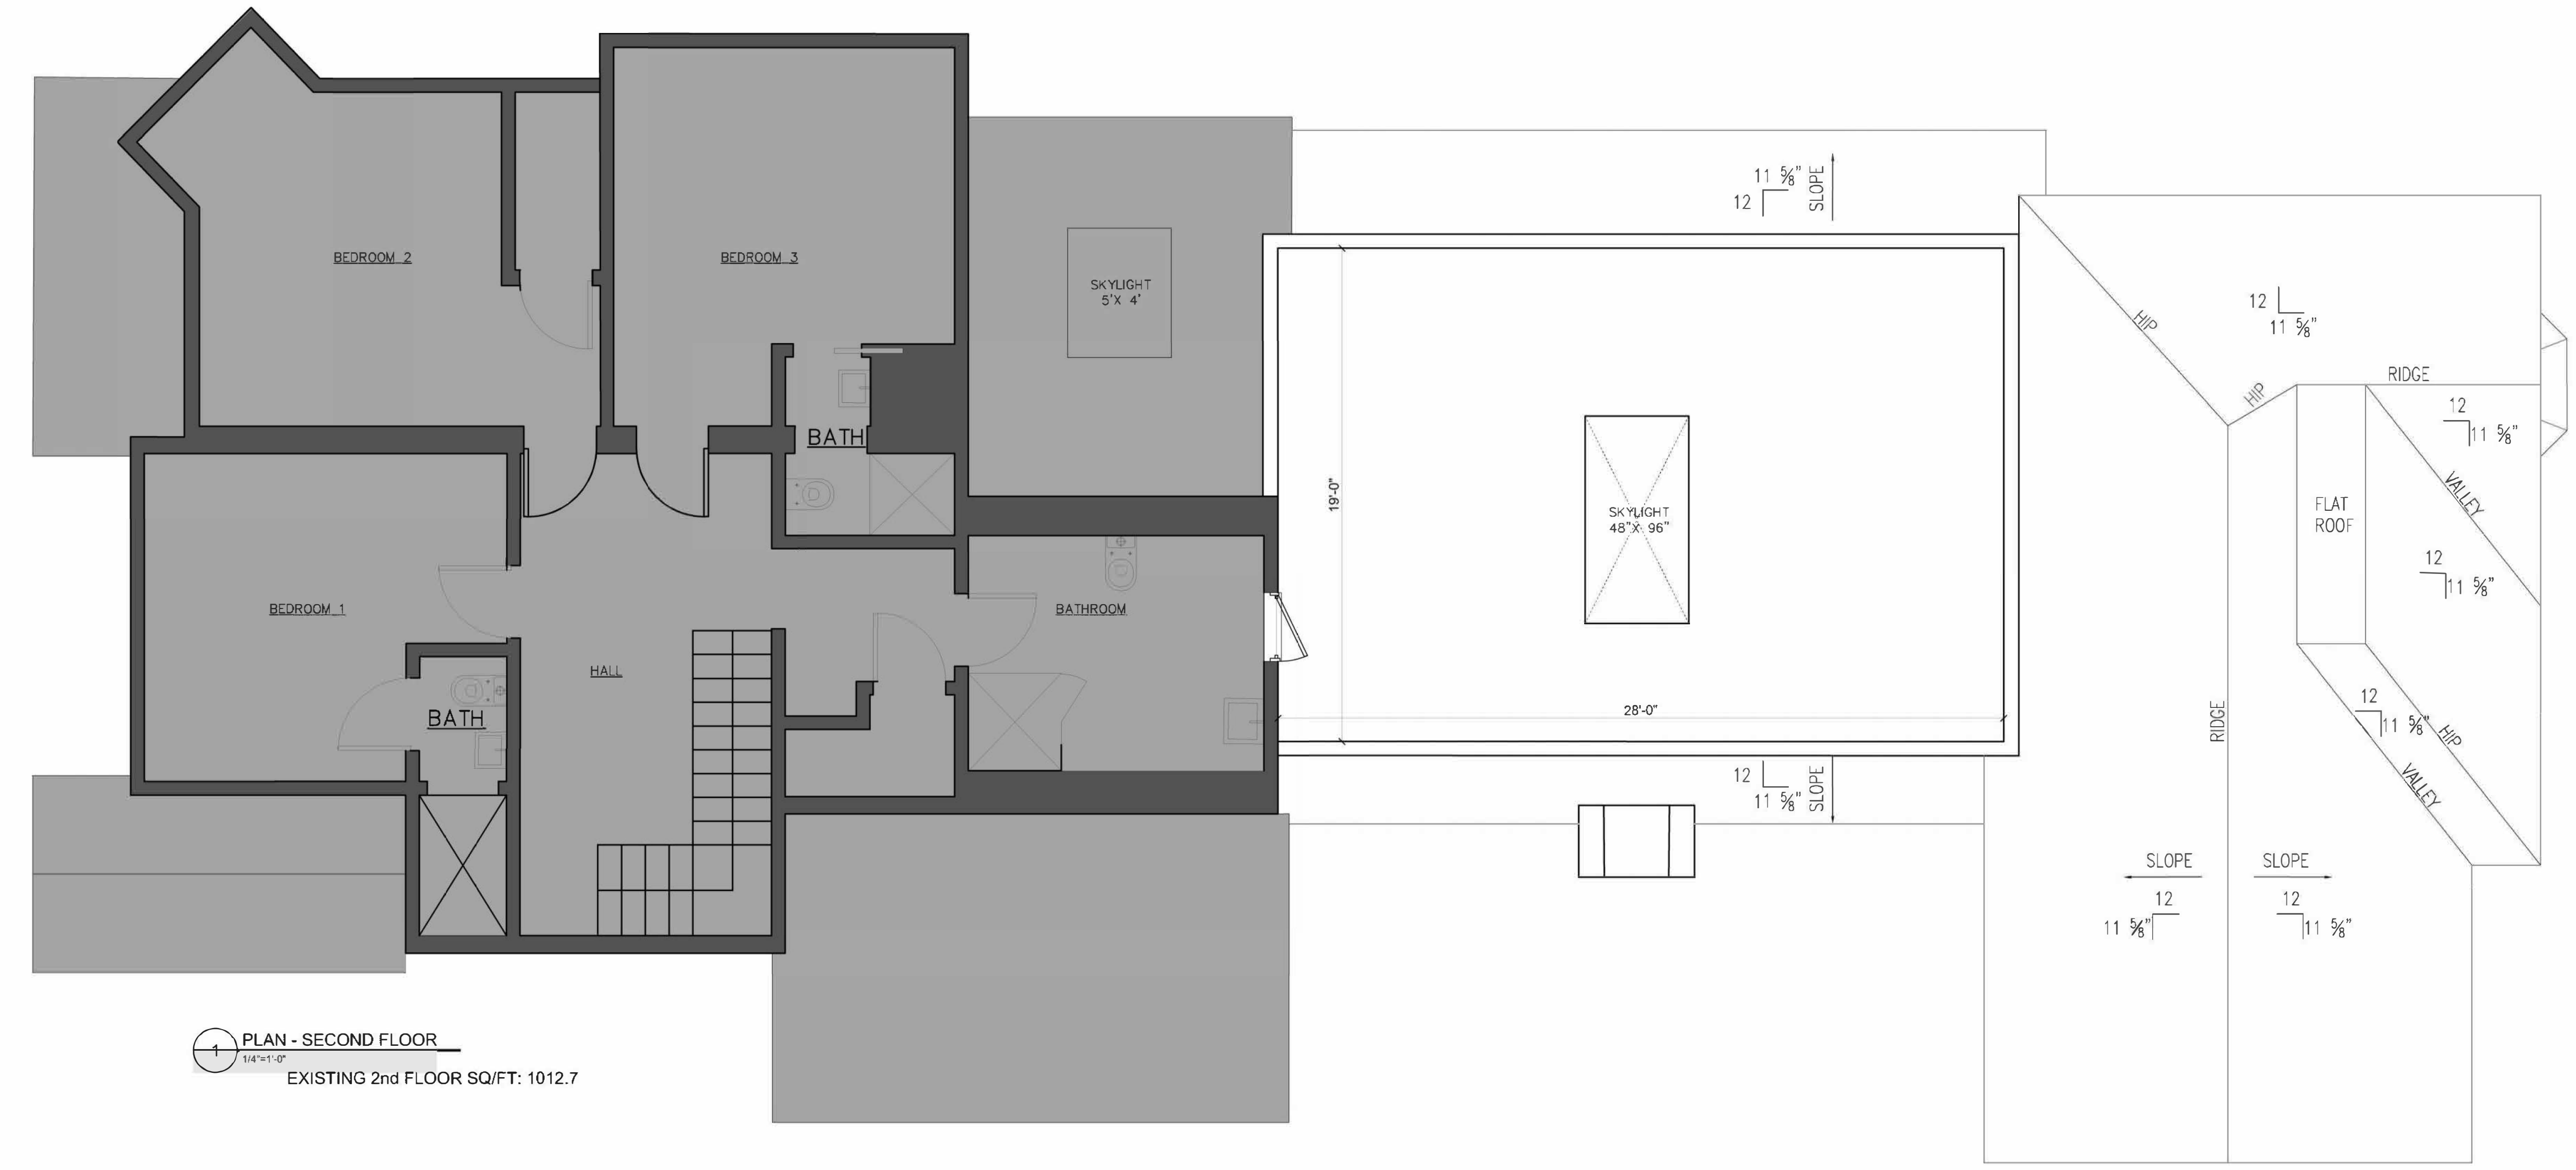 11 ⅝"
12
SLOPE
BEDROOM 2
BEDROOM 3
SKYLIGHT
5'X 4'
12
11 ⅝"
HIP
HIP
RIDGE
12
11 ⅝"
BATH
19'-0"
SKYLIGHT
48"X 96"
FLAT
ROOF
VALLEY
12
11 ⅝"
BEDROOM 1
BATHROOM
HALL
BATH
28'-0"
RIDGE
12
11 ⅝"
HIP
VALLEY
12
11 ⅝"
SLOPE
SLOPE
SLOPE
12
11 ⅝"
12
11 ⅝"
1
PLAN - SECOND FLOOR
1/4"=1'-0"
EXISTING 2nd FLOOR SQ/FT: 1012.7